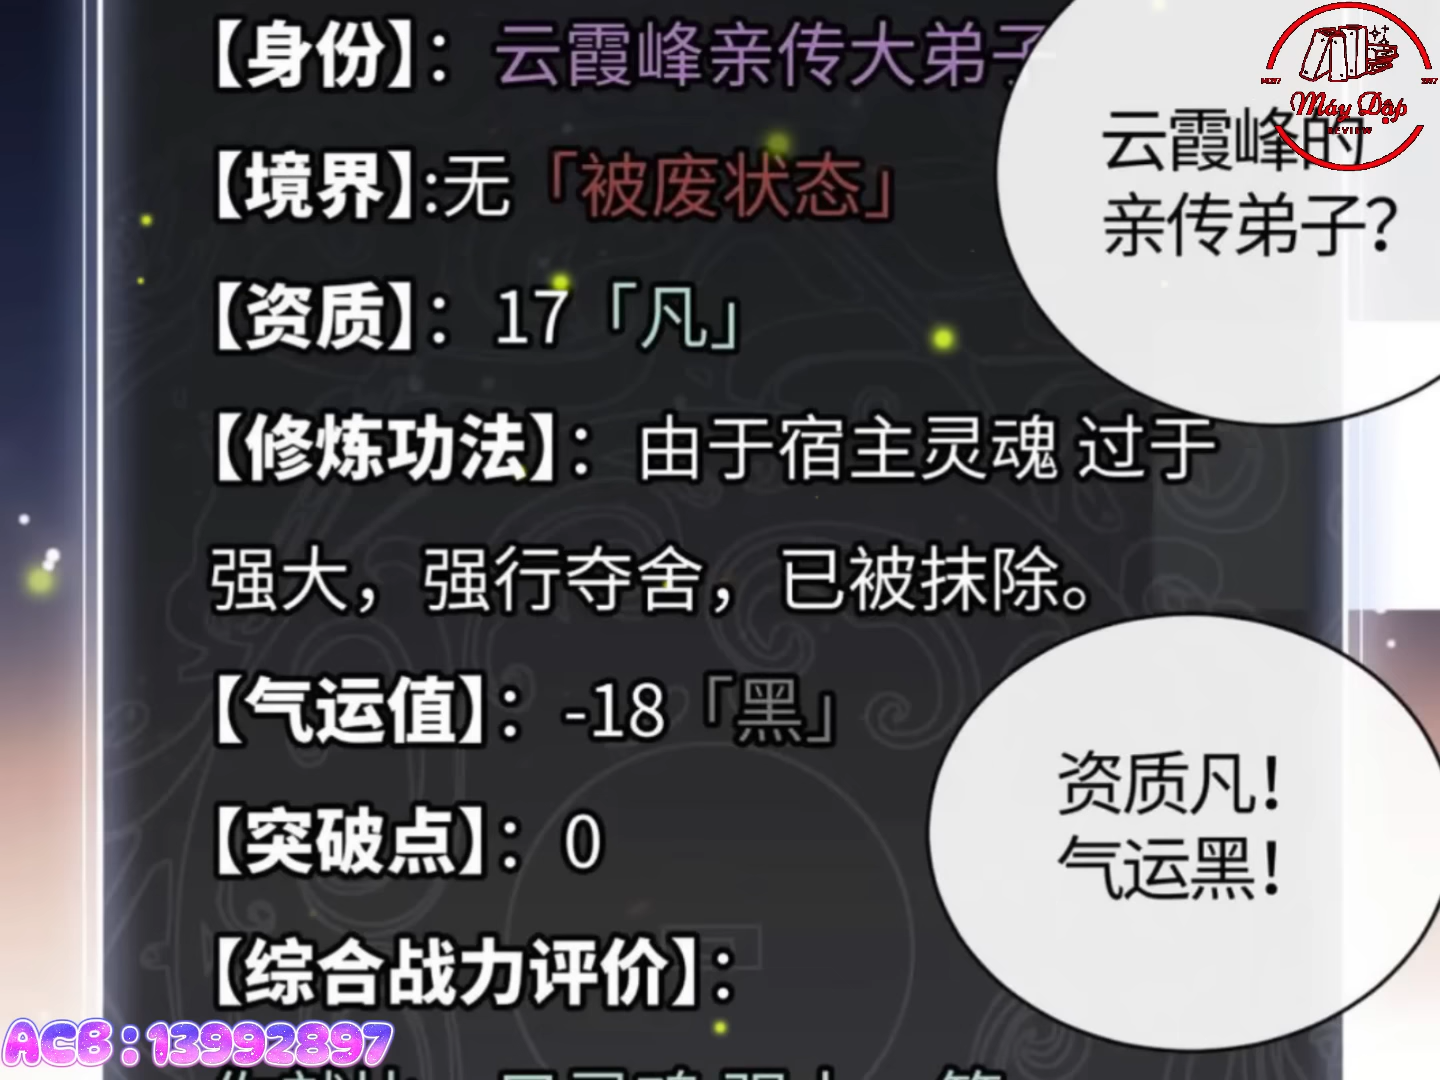 【身份】：云霞峰亲传大弟子
【境界】:无「被废状态」
【资质】：17「凡」
【修炼功法】：由于宿主灵魂 过于
强大，强行夺舍，已被抹除。
【气运值】：-18「黑」
【突破点】：0
【综合战力评价】：
云霞峰的
亲传弟子？
资质凡！
气运黑！
Máy Dập
REVIEW
ACB : 13992897